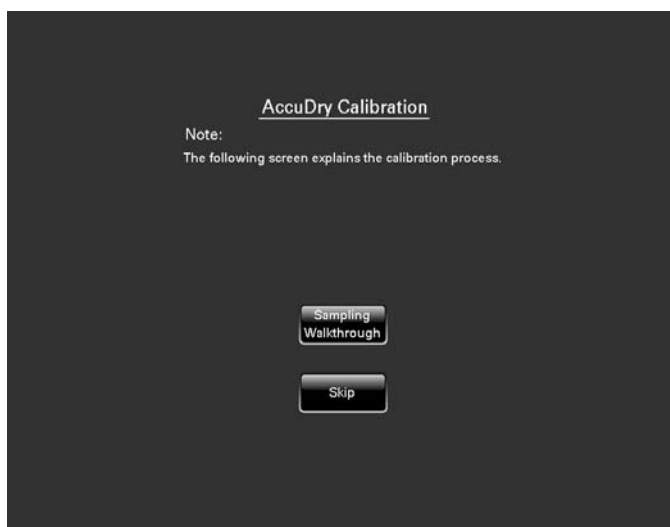 AccuDry Calibration
Note:
The following screen explains the calibration process.
Sampling
Walkthrough
Skip